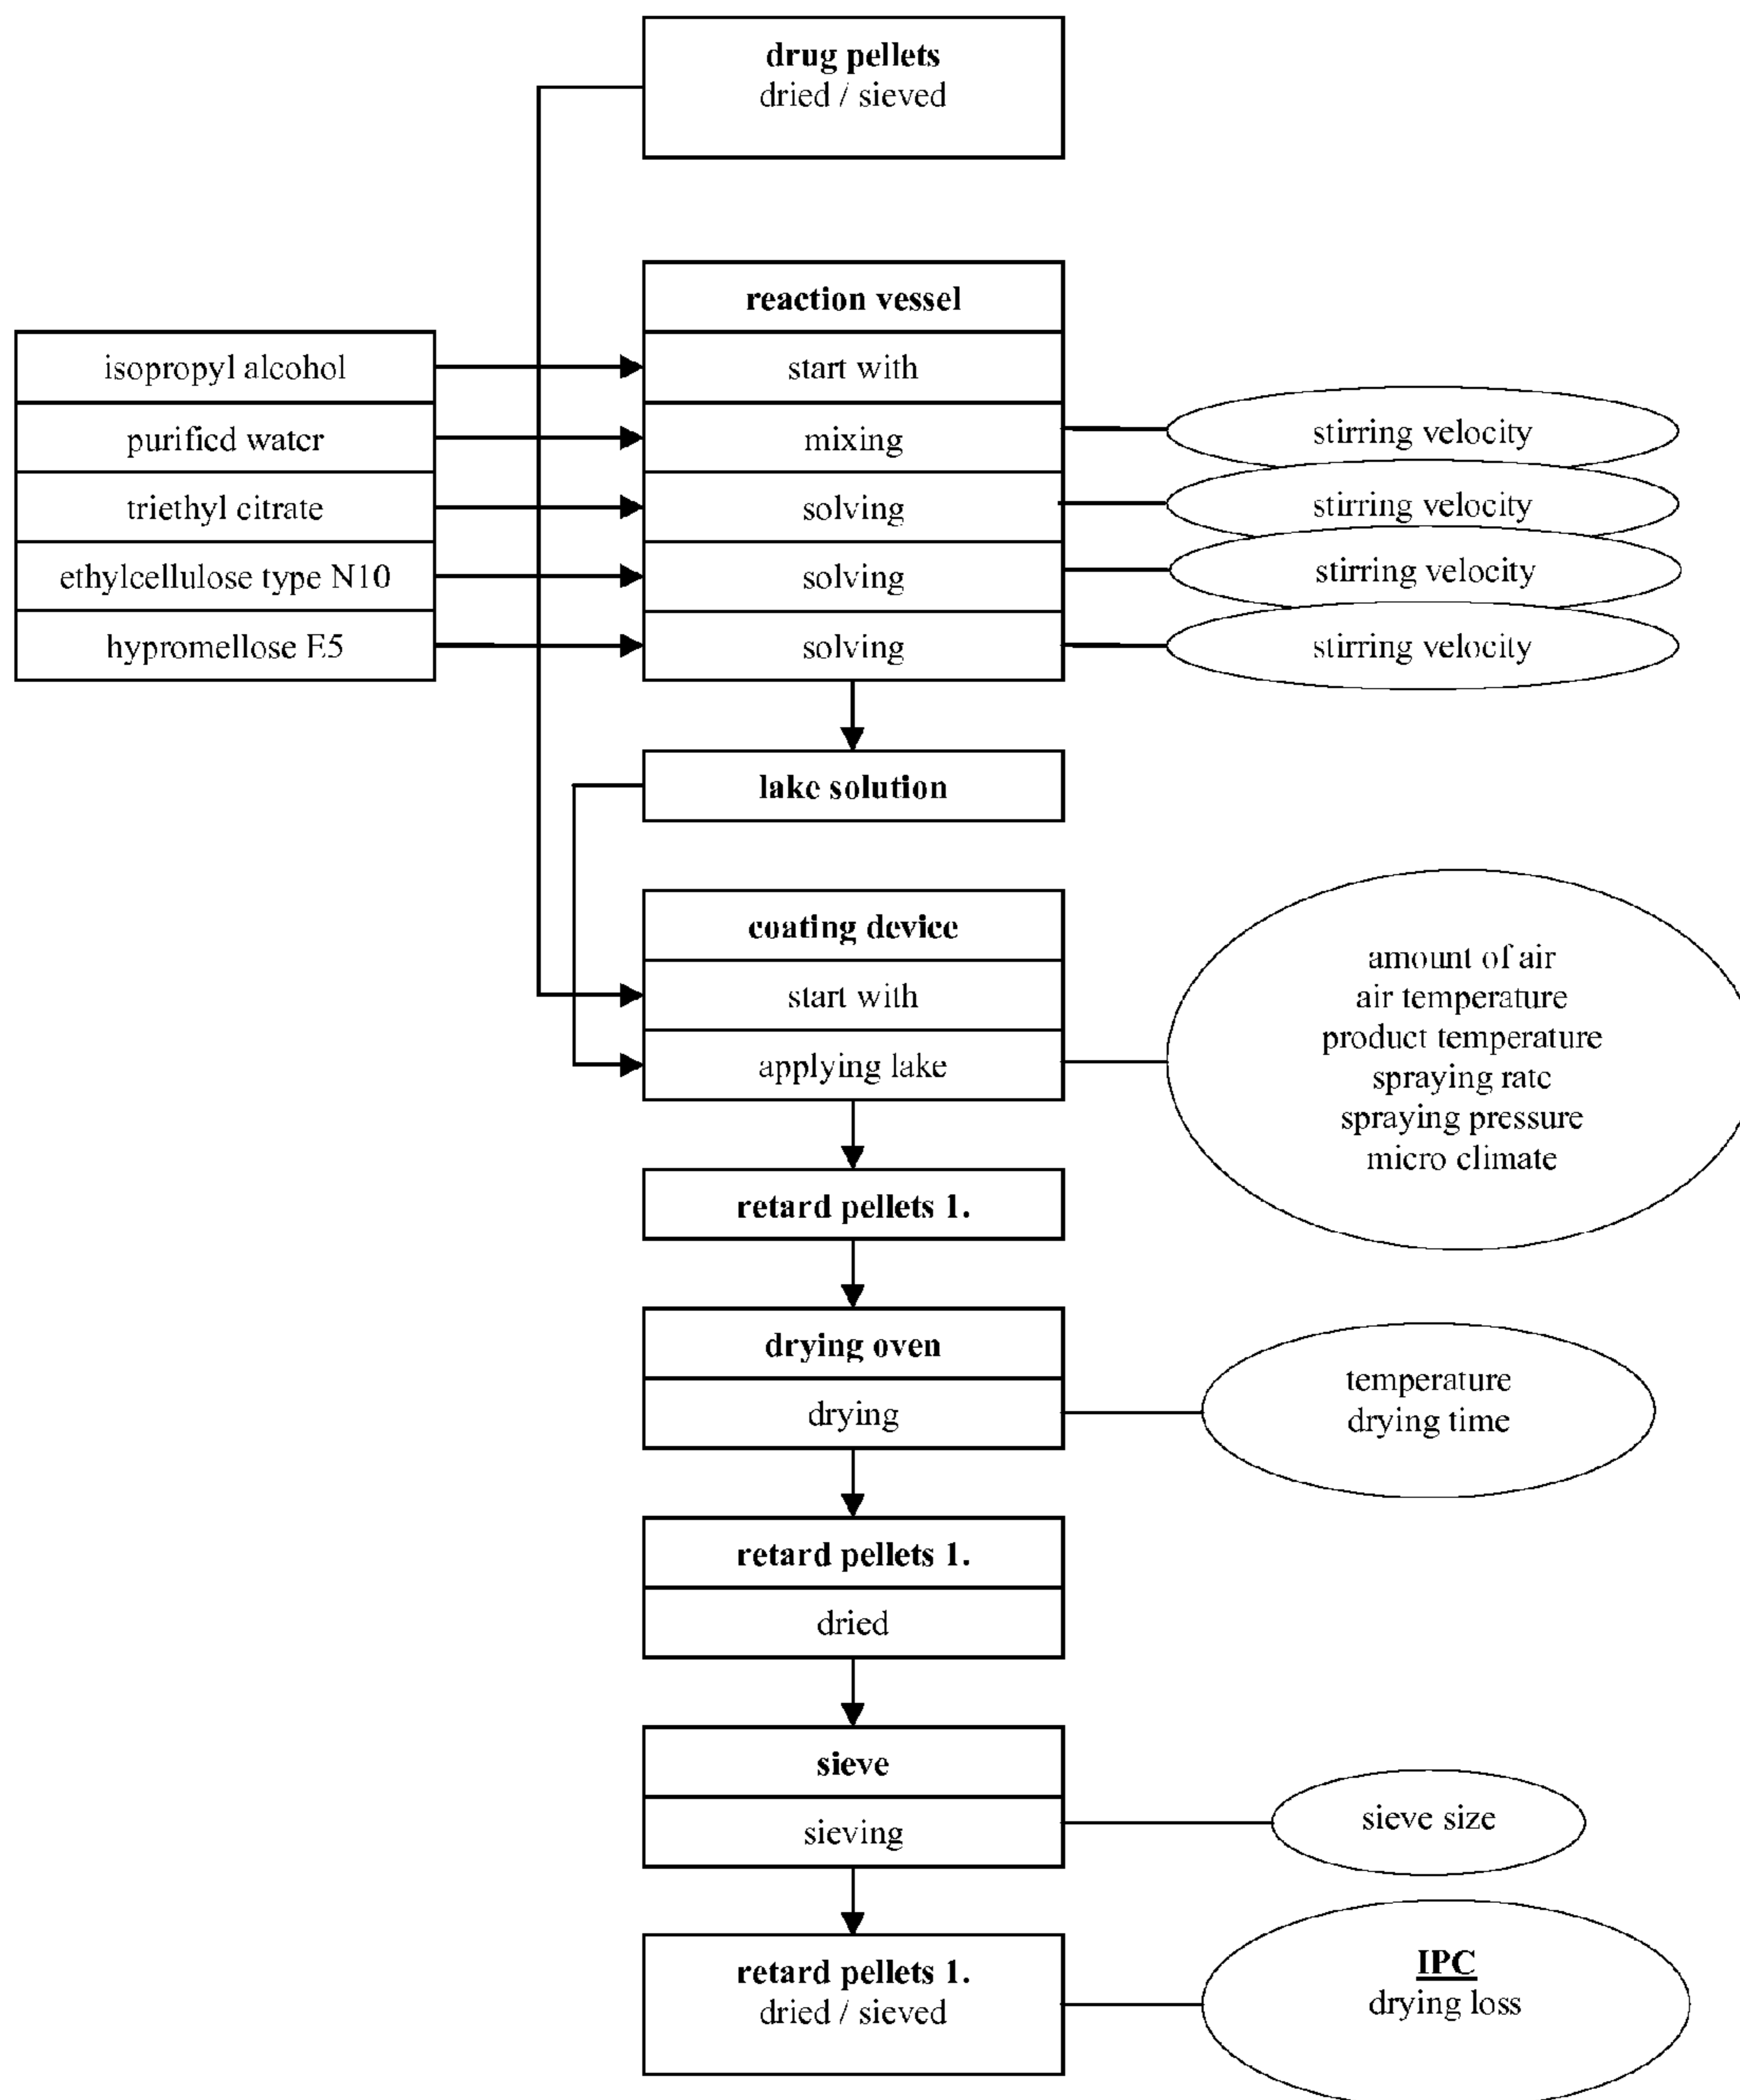 drug pellets
dried / sieved
reaction vessel
isopropyl alcohol
start with
purified water
mixing
stirring velocity
triethyl citrate
solving
stirring velocity
ethylcellulose type N10
solving
stirring velocity
hypromellose E5
solving
stirring velocity
lake solution
coating device
start with
applying lake
amount of air
air temperature
product temperature
spraying rate
spraying pressure
micro climate
retard pellets 1.
drying oven
drying
temperature
drying time
retard pellets 1.
dried
sieve
sieving
sieve size
retard pellets 1.
dried / sieved
IPC
drying loss